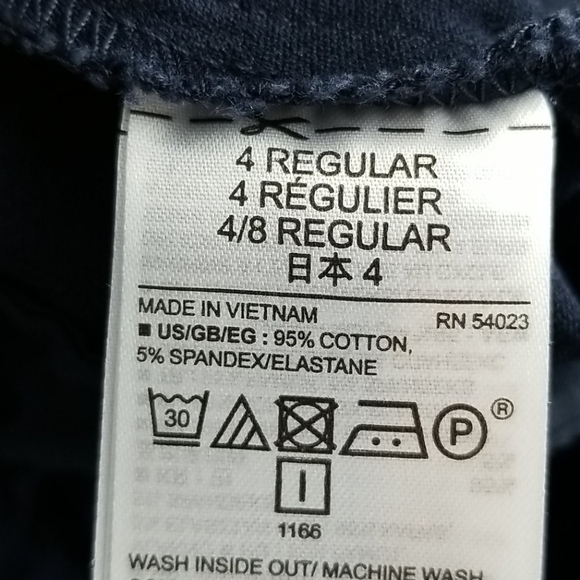 4 REGULAR
4 RÉGULIER
4/8 REGULAR
日本 4
MADE IN VIETNAM RN 54023
■ US/GB/EG : 95% COTTON,
5% SPANDEX/ELASTANE
30 P ®
I
1166
WASH INSIDE OUT/ MACHINE WASH